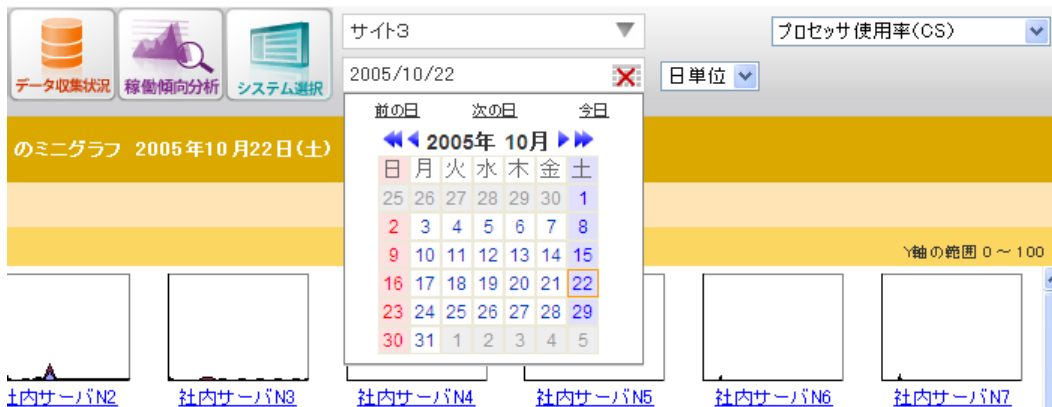 サイト3
プロセッサ使用率(CS)
データ収集状況
稼働傾向分析
システム選択
2005/10/22
日単位
前の日 次の日 今日
2005年 10月
日 月 火 水 木 金 土
25 26 27 28 29 30 1
2 3 4 5 6 7 8
9 10 11 12 13 14 15
16 17 18 19 20 21 22
23 24 25 26 27 28 29
30 31 1 2 3 4 5
のミニグラフ 2005年10月22日(土)
Y軸の範囲 0 ~ 100
社内サーバN2
社内サーバN3
社内サーバN4
社内サーバN5
社内サーバN6
社内サーバN7